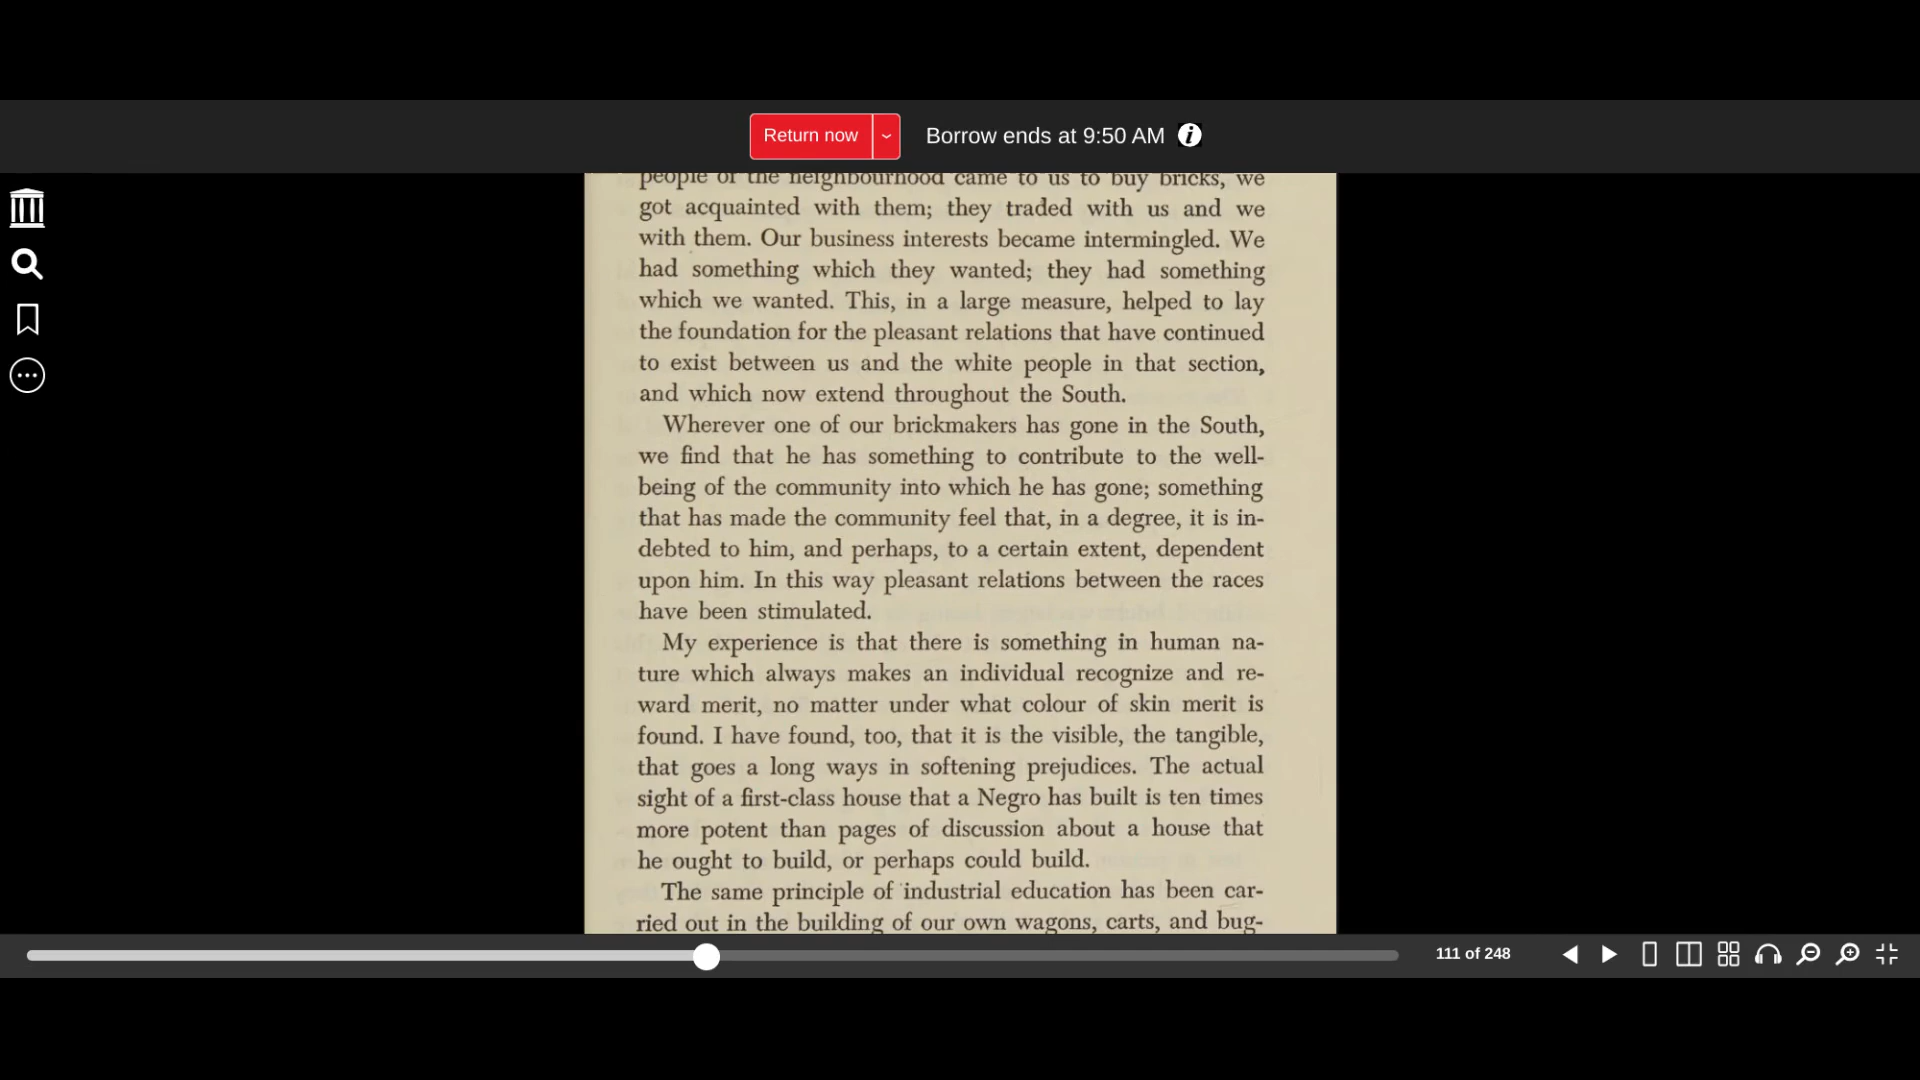 Return now
Borrow ends at 9:50 AM
people of the neighbourhood came to us to buy bricks, we
got acquainted with them; they traded with us and we
with them. Our business interests became intermingled. We
had something which they wanted; they had something
which we wanted. This, in a large measure, helped to lay
the foundation for the pleasant relations that have continued
to exist between us and the white people in that section,
and which now extend throughout the South.
Wherever one of our brickmakers has gone in the South,
we find that he has something to contribute to the well-
being of the community into which he has gone; something
that has made the community feel that, in a degree, it is in-
debted to him, and perhaps, to a certain extent, dependent
upon him. In this way pleasant relations between the races
have been stimulated.
My experience is that there is something in human na-
ture which always makes an individual recognize and re-
ward merit, no matter under what colour of skin merit is
found. I have found, too, that it is the visible, the tangible,
that goes a long ways in softening prejudices. The actual
sight of a first-class house that a Negro has built is ten times
more potent than pages of discussion about a house that
he ought to build, or perhaps could build.
The same principle of industrial education has been car-
ried out in the building of our own wagons, carts, and bug-
111 of 248